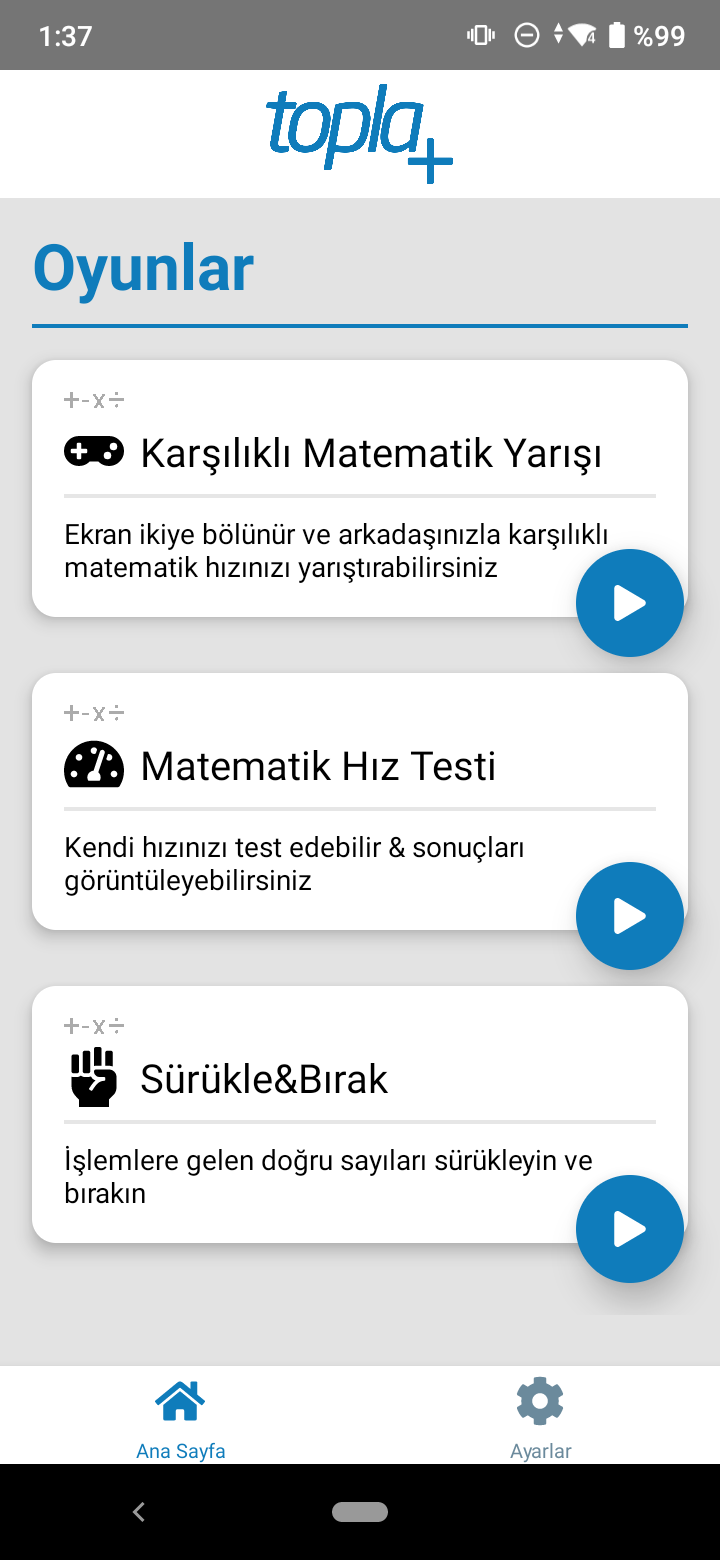 1:37
4
%99
topla+
Oyunlar
+-x÷
Karşılıklı Matematik Yarışı
Ekran ikiye bölünür ve arkadaşınızla karşılıklı
matematik hızınızı yarıştırabilirsiniz
+-x÷
Matematik Hız Testi
Kendi hızınızı test edebilir & sonuçları
görüntüleyebilirsiniz
+-x÷
Sürükle&Bırak
İşlemlere gelen doğru sayıları sürükleyin ve
bırakın
Ana Sayfa
Ayarlar